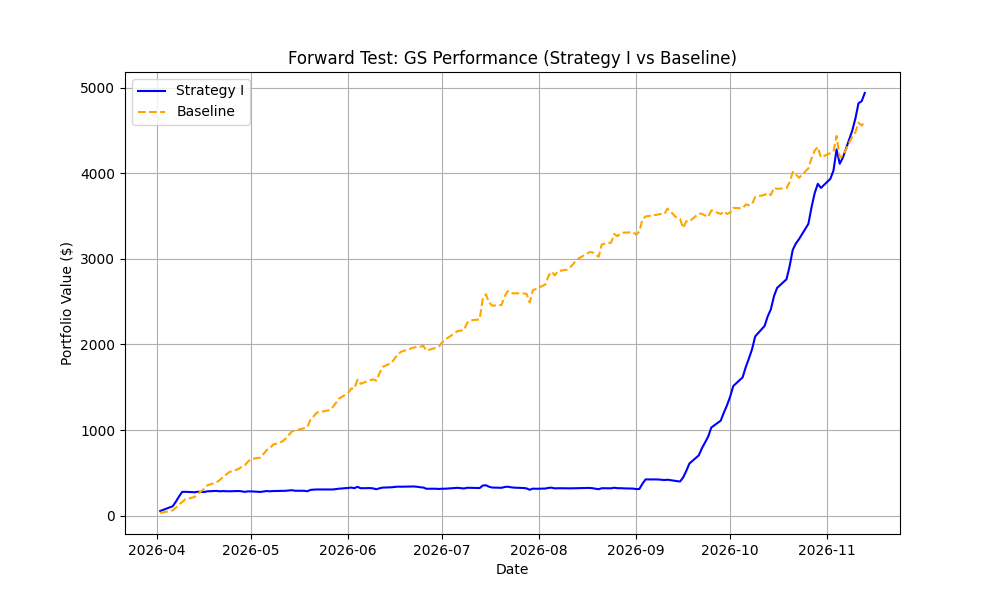 Forward Test: GS Performance (Strategy I vs Baseline)
Strategy I
Baseline
Portfolio Value ($)
5000
4000
3000
2000
1000
0
2026-04
2026-05
2026-06
2026-07
2026-08
2026-09
2026-10
2026-11
Date